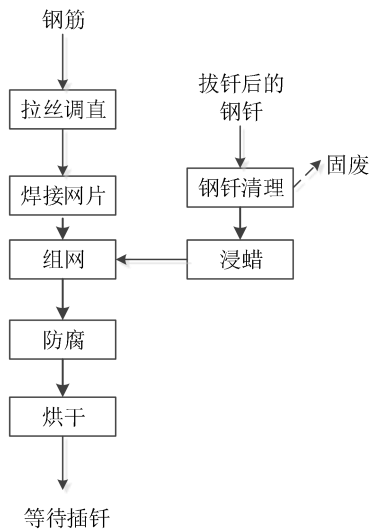 钢筋
拉丝调直
焊接网片
组网
防腐
烘干
等待插钎
拔钎后的
钢钎
钢钎清理
固废
浸蜡